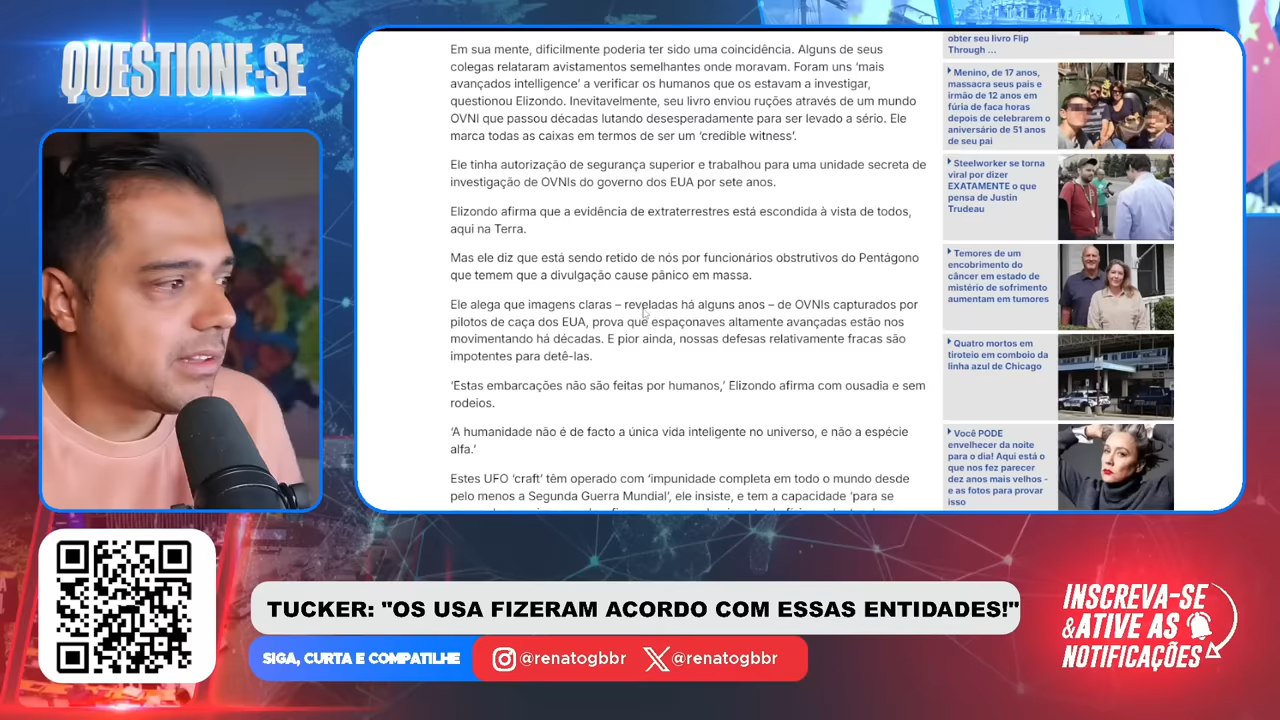 QUESTIONE-SE
Em sua mente, dificilmente poderia ter sido uma coincidência. Alguns de seus
colegas relataram avistamentos semelhantes onde moravam. Foram uns ‘mais
avançados intelligence’ a verificar os humanos que os estavam a investigar,
questionou Elizondo. Inevitavelmente, seu livro enviou ruções através de um mundo
OVNI que passou décadas lutando desesperadamente para ser levado a sério. Ele
marca todas as caixas em termos de ser um ‘credible witness’.
Ele tinha autorização de segurança superior e trabalhou para uma unidade secreta de
investigação de OVNIs do governo dos EUA por sete anos.
Elizondo afirma que a evidência de extraterrestres está escondida à vista de todos,
aqui na Terra.
Mas ele diz que está sendo retido de nós por funcionários obstrutivos do Pentágono
que temem que a divulgação cause pânico em massa.
Ele alega que imagens claras – reveladas há alguns anos – de OVNIs capturados por
pilotos de caça dos EUA, prova que espaçonaves altamente avançadas estão nos
movimentando há décadas. E pior ainda, nossas defesas relativamente fracas são
impotentes para detê-las.
‘Estas embarcações não são feitas por humanos,’ Elizondo afirma com ousadia e sem
rodeios.
‘A humanidade não é de facto a única vida inteligente no universo, e não a espécie
alfa.’
Estes UFO ‘craft’ têm operado com ‘impunidade completa em todo o mundo desde
pelo menos a Segunda Guerra Mundial’, ele insiste, e tem a capacidade ‘para se
obter seu livro Flip
Through ...
Menino, de 17 anos,
massacra seus pais e
irmão de 12 anos em
fúria de faca horas
depois de celebrarem o
aniversário de 51 anos
de seu pai
Steelworker se torna
viral por dizer
EXATAMENTE o que
pensa de Justin
Trudeau
Temores de um
encobrimento do
câncer em estado de
mistério de sofrimento
aumentam em tumores
Quatro mortos em
tiroteio em comboio da
linha azul de Chicago
Você PODE
envelhecer da noite
para o dia! Aqui está o
que nos fez parecer
dez anos mais velhos -
e as fotos para provar
isso
TUCKER: "OS USA FIZERAM ACORDO COM ESSAS ENTIDADES!"
SIGA, CURTA E COMPATILHE
@renatogbbr
@renatogbbr
INSCREVA-SE
&ATIVE AS
NOTIFICAÇÕES